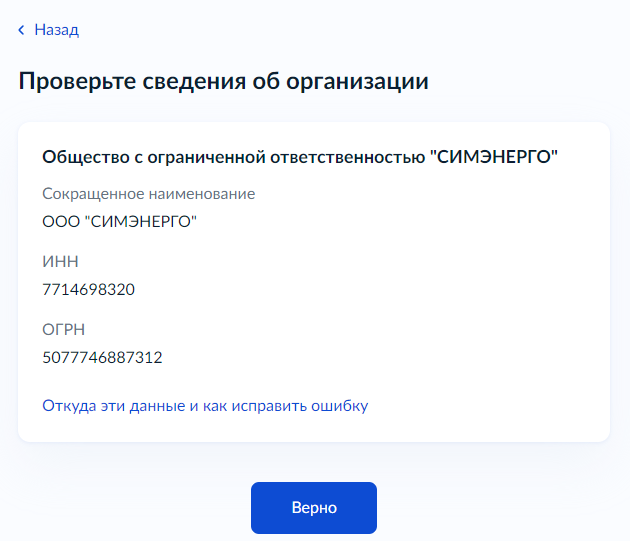 Назад
Проверьте сведения об организации
Общество с ограниченной ответственностью "СИМЭНЕРГО"
Сокращенное наименование
ООО "СИМЭНЕРГО"
ИНН
7714698320
ОГРН
5077746887312
Откуда эти данные и как исправить ошибку
Верно